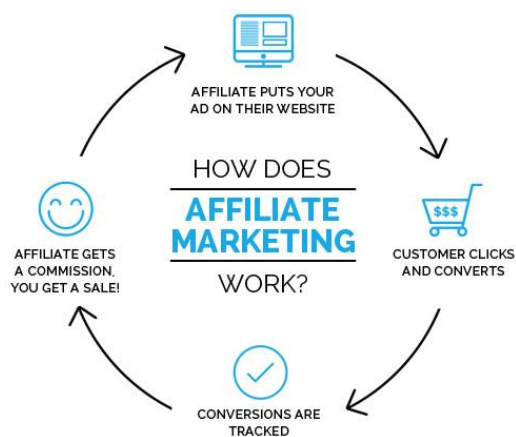 AFFILIATE PUTS YOUR
AD ON THEIR WEBSITE
HOW DOES
AFFILIATE
MARKETING
WORK?
$$$
CUSTOMER CLICKS
AND CONVERTS
CONVERSIONS ARE
TRACKED
AFFILIATE GETS
A COMMISSION,
YOU GET A SALE!